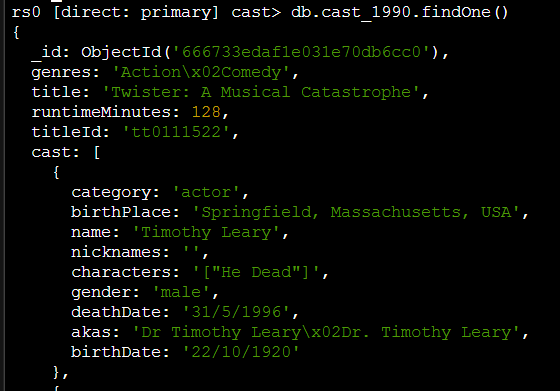 rs0 [direct: primary] cast> db.cast_1990.findOne()
{
  _id: ObjectId('666733edaf1e031e70db6cc0'),
  genres: 'Action\x02Comedy',
  title: 'Twister: A Musical Catastrophe',
  runtimeMinutes: 128,
  titleId: 'tt0111522',
  cast: [
    {
      category: 'actor',
      birthPlace: 'Springfield, Massachusetts, USA',
      name: 'Timothy Leary',
      nicknames: '',
      characters: '["He Dead"]',
      gender: 'male',
      deathDate: '31/5/1996',
      akas: 'Dr Timothy Leary\x02Dr. Timothy Leary',
      birthDate: '22/10/1920'
    },
    {